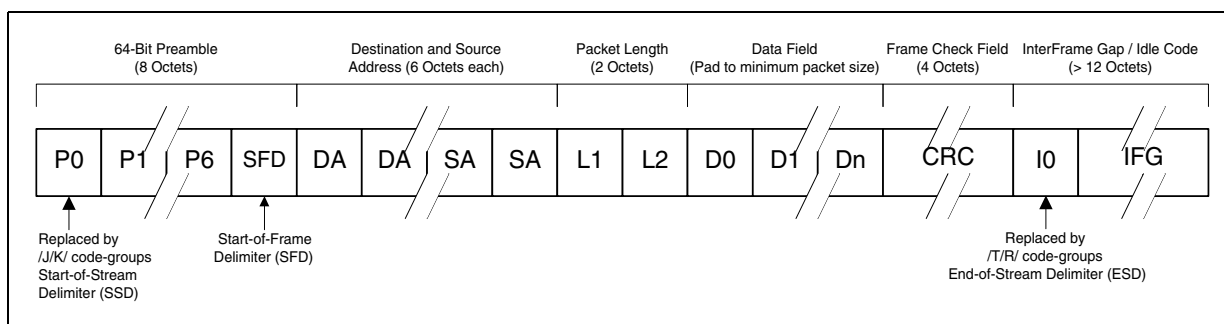 64-Bit Preamble
(8 Octets)
Destination and Source
Address (6 Octets each)
Packet Length
(2 Octets)
Data Field
(Pad to minimum packet size)
Frame Check Field
(4 Octets)
InterFrame Gap / Idle Code
(> 12 Octets)
P0 P1 P6 SFD DA DA SA SA L1 L2 D0 D1 Dn CRC I0 IFG
Replaced by
/J/K/ code-groups
Start-of-Stream
Delimiter (SSD)
Start-of-Frame
Delimiter (SFD)
Replaced by
/T/R/ code-groups
End-of-Stream Delimiter (ESD)